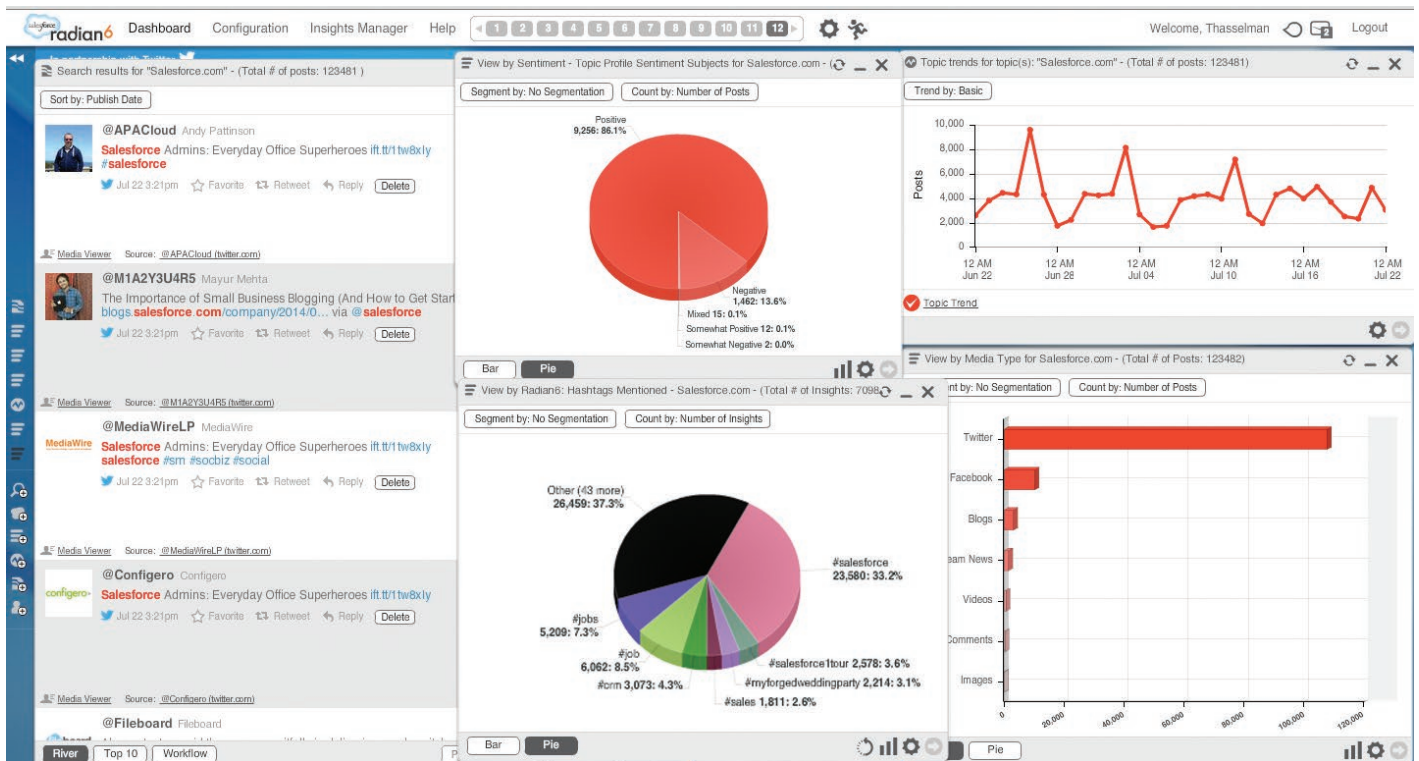 salesforce
radian6
Dashboard
Configuration
Insights Manager
Help
1 2 3 4 5 6 7 8 9 10 11 12
Welcome, Thasselman
2
Logout
In partnership with Twitter
Search results for "Salesforce.com" - (Total # of posts: 123481 )
Sort by: Publish Date
@APACloud Andy Pattinson
Salesforce Admins: Everyday Office Superheroes ift.tt/1tw8xIy
#salesforce
Jul 22 3:21pm Favorite Retweet Reply Delete
Media Viewer Source: @APACloud (twitter.com)
@M1A2Y3U4R5 Mayur Mehta
The Importance of Small Business Blogging (And How to Get Start
blogs.salesforce.com/company/2014/0... via @salesforce
Jul 22 3:21pm Favorite Retweet Reply Delete
Media Viewer Source: @M1A2Y3U4R5 (twitter.com)
MediaWire
@MediaWireLP MediaWire
Salesforce Admins: Everyday Office Superheroes ift.tt/1tw8xIy
salesforce #sm #socbiz #social
Jul 22 3:21pm Favorite Retweet Reply Delete
Media Viewer Source: @MediaWireLP (twitter.com)
configero
@Configero Configero
Salesforce Admins: Everyday Office Superheroes ift.tt/1tw8xIy
Jul 22 3:21pm Favorite Retweet Reply Delete
Media Viewer Source: @Configero (twitter.com)
@Fileboard Fileboard
River
Top 10
Workflow
View by Sentiment - Topic Profile Sentiment Subjects for Salesforce.com - (
Segment by: No Segmentation
Count by: Number of Posts
Positive
9,256: 86.1%
Negative
1,462: 13.6%
Mixed 15: 0.1%
Somewhat Positive 12: 0.1%
Somewhat Negative 2: 0.0%
Bar
Pie
View by Radian6: Hashtags Mentioned - Salesforce.com - (Total # of Insights: 7098
Segment by: No Segmentation
Count by: Number of Insights
Other (43 more)
26,459: 37.3%
#salesforce
23,580: 33.2%
#jobs
5,209: 7.3%
#job
6,062: 8.5%
#crm 3,073: 4.3%
#salesforce1tour 2,578: 3.6%
#myforgedweddingparty 2,214: 3.1%
#sales 1,811: 2.6%
Bar
Pie
Topic trends for topic(s): "Salesforce.com" - (Total # of posts: 123481)
Trend by: Basic
Posts
10,000
8,000
6,000
4,000
2,000
0
12 AM 12 AM 12 AM 12 AM 12 AM 12 AM
Jun 22 Jun 28 Jul 04 Jul 10 Jul 16 Jul 22
Topic Trend
View by Media Type for Salesforce.com - (Total # of Posts: 123482)
nt by: No Segmentation
Count by: Number of Posts
Twitter
Facebook
Blogs
eam News
Videos
Comments
Images
0 20,000 40,000 60,000 80,000 100,000 120,000
Pie